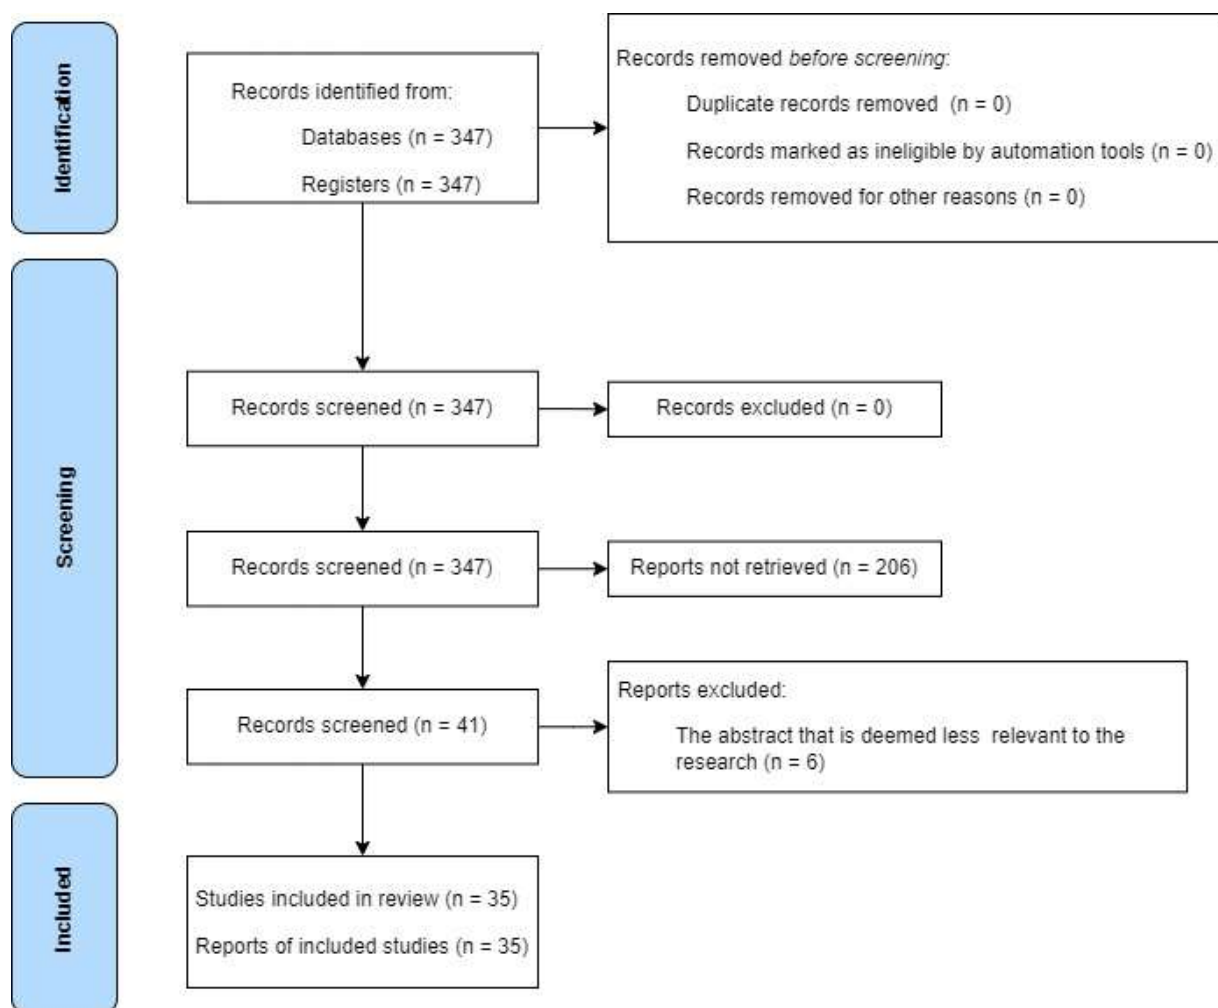 Identification
Records identified from:
Databases (n = 347)
Registers (n = 347)
Records removed before screening:
Duplicate records removed (n = 0)
Records marked as ineligible by automation tools (n = 0)
Records removed for other reasons (n = 0)
Screening
Records screened (n = 347)
Records excluded (n = 0)
Records screened (n = 347)
Reports not retrieved (n = 206)
Records screened (n = 41)
Reports excluded:
The abstract that is deemed less relevant to the
research (n = 6)
Included
Studies included in review (n = 35)
Reports of included studies (n = 35)